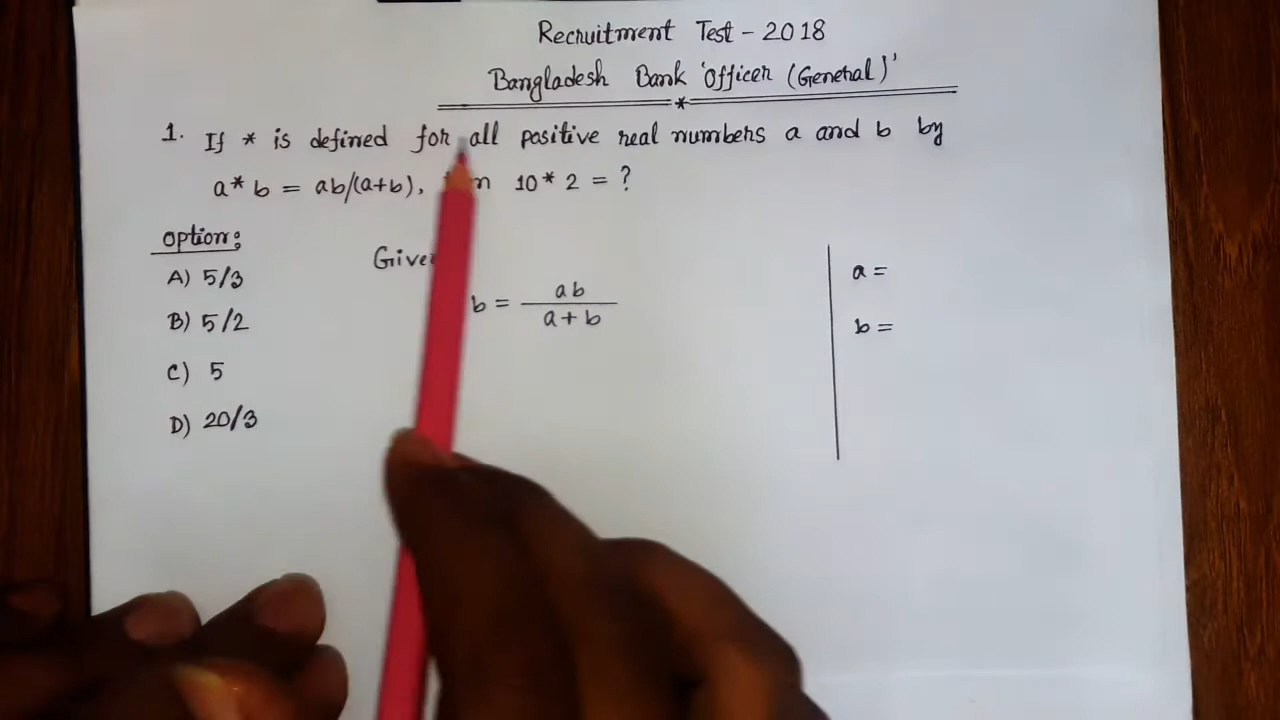 Recruitment Test - 2018
Bangladesh Bank 'Officer (General)'
*
1. If * is defined for all positive real numbers a and b by
a* b = ab/(a+b), 10* 2 = ?
Option:
A) 5/3
B) 5/2
C) 5
D) 20/3
b = ab
a + b
a =
b =